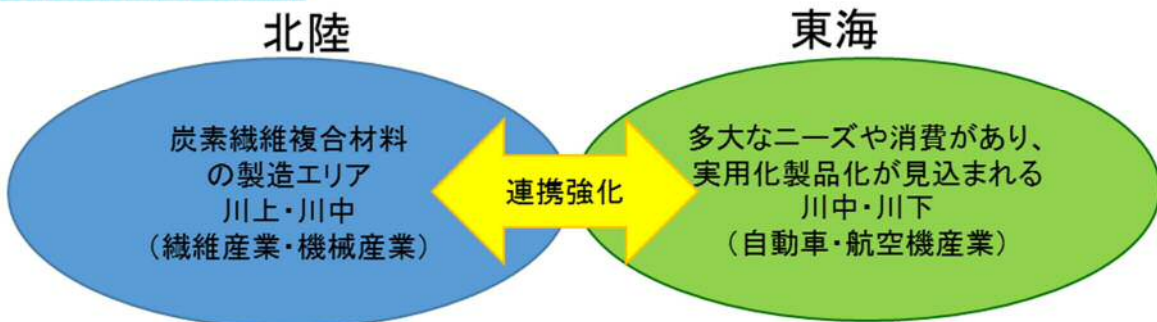 北陸
東海
炭素繊維複合材料
の製造エリア
川上・川中
（繊維産業・機械産業）
連携強化
多大なニーズや消費があり、
実用化製品化が見込まれる
川中・川下
（自動車・航空機産業）